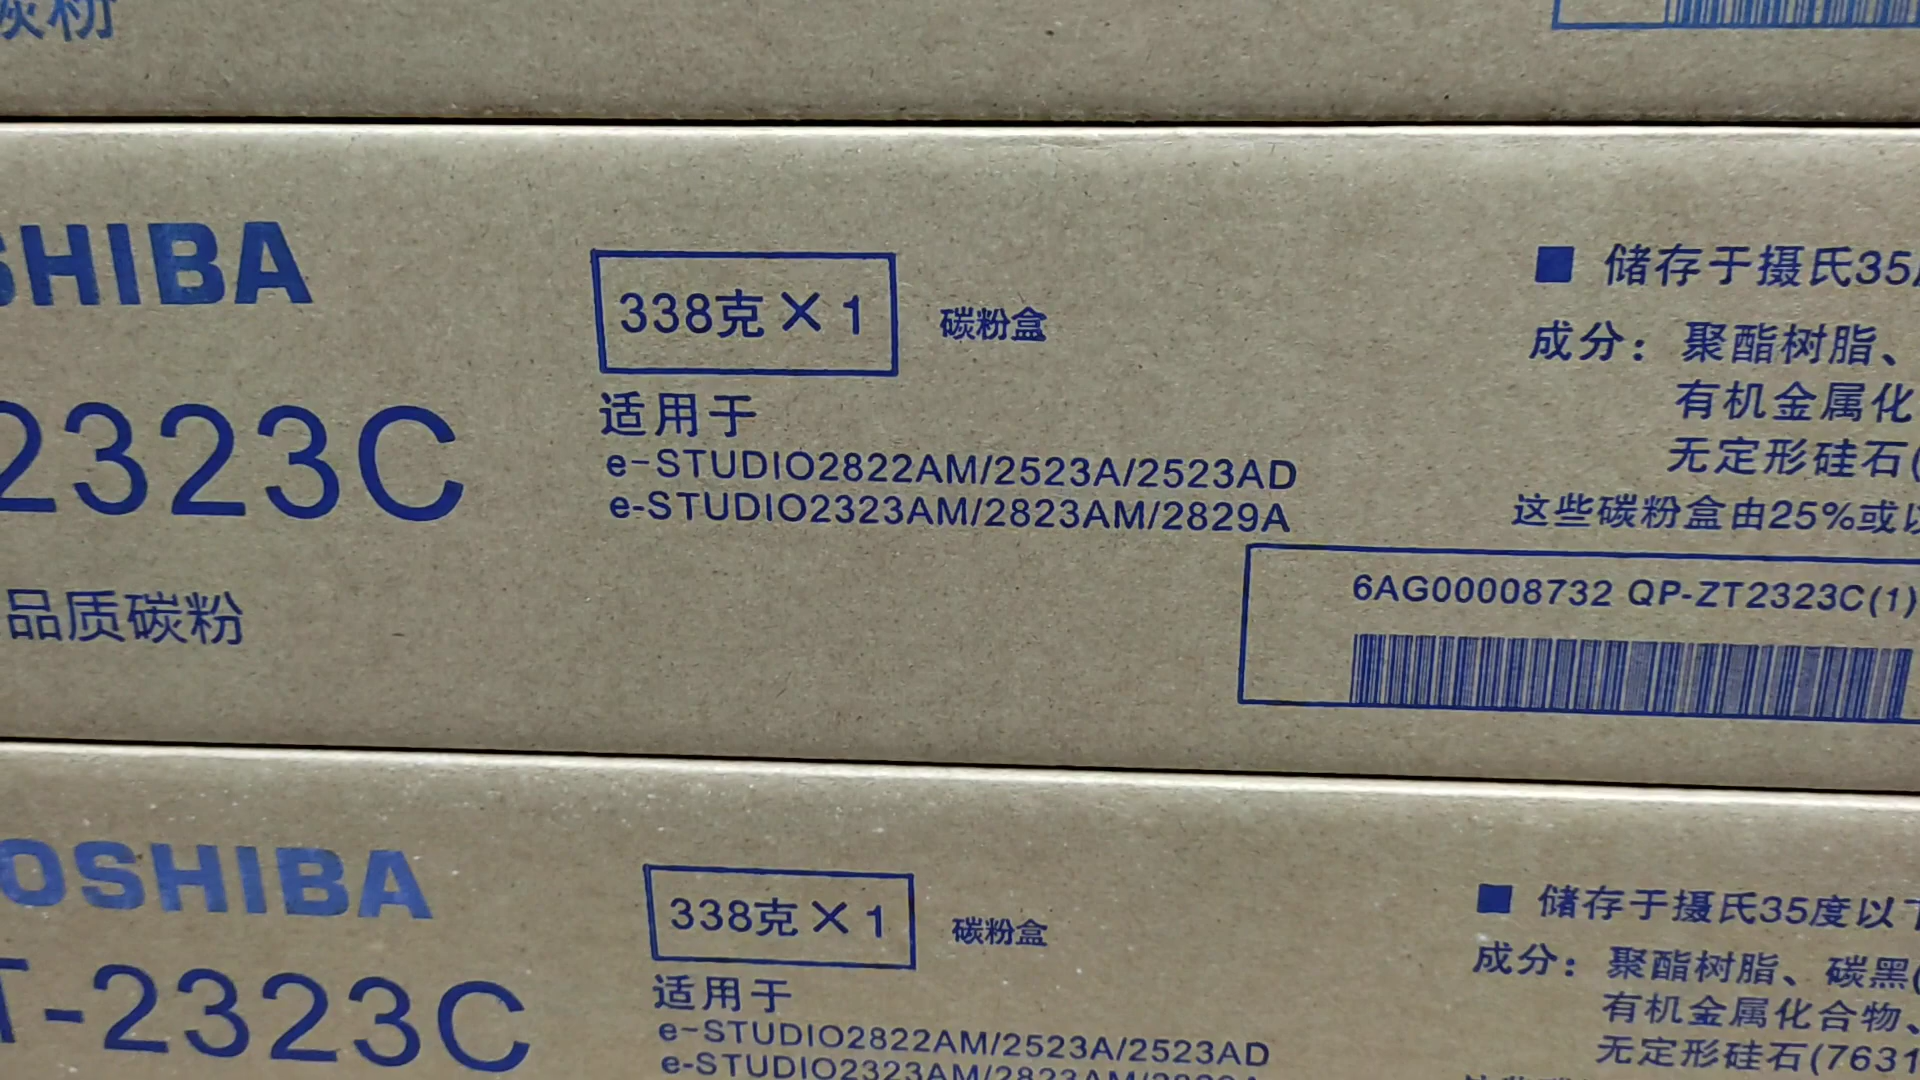 碳粉
SHIBA
2323C
品质碳粉
338克×1 碳粉盒
适用于
e-STUDIO2822AM/2523A/2523AD
e-STUDIO2323AM/2823AM/2829A
■ 储存于摄氏35
成分：聚酯树脂、
有机金属化
无定形硅石(
这些碳粉盒由25%或以
6AG00008732 QP-ZT2323C(1)
OSHIBA
T-2323C
338克×1 碳粉盒
适用于
e-STUDIO2822AM/2523A/2523AD
e-STUDIO2323AM/2823AM/2829A
■ 储存于摄氏35度以下
成分：聚酯树脂、碳黑(
有机金属化合物、
无定形硅石(7631